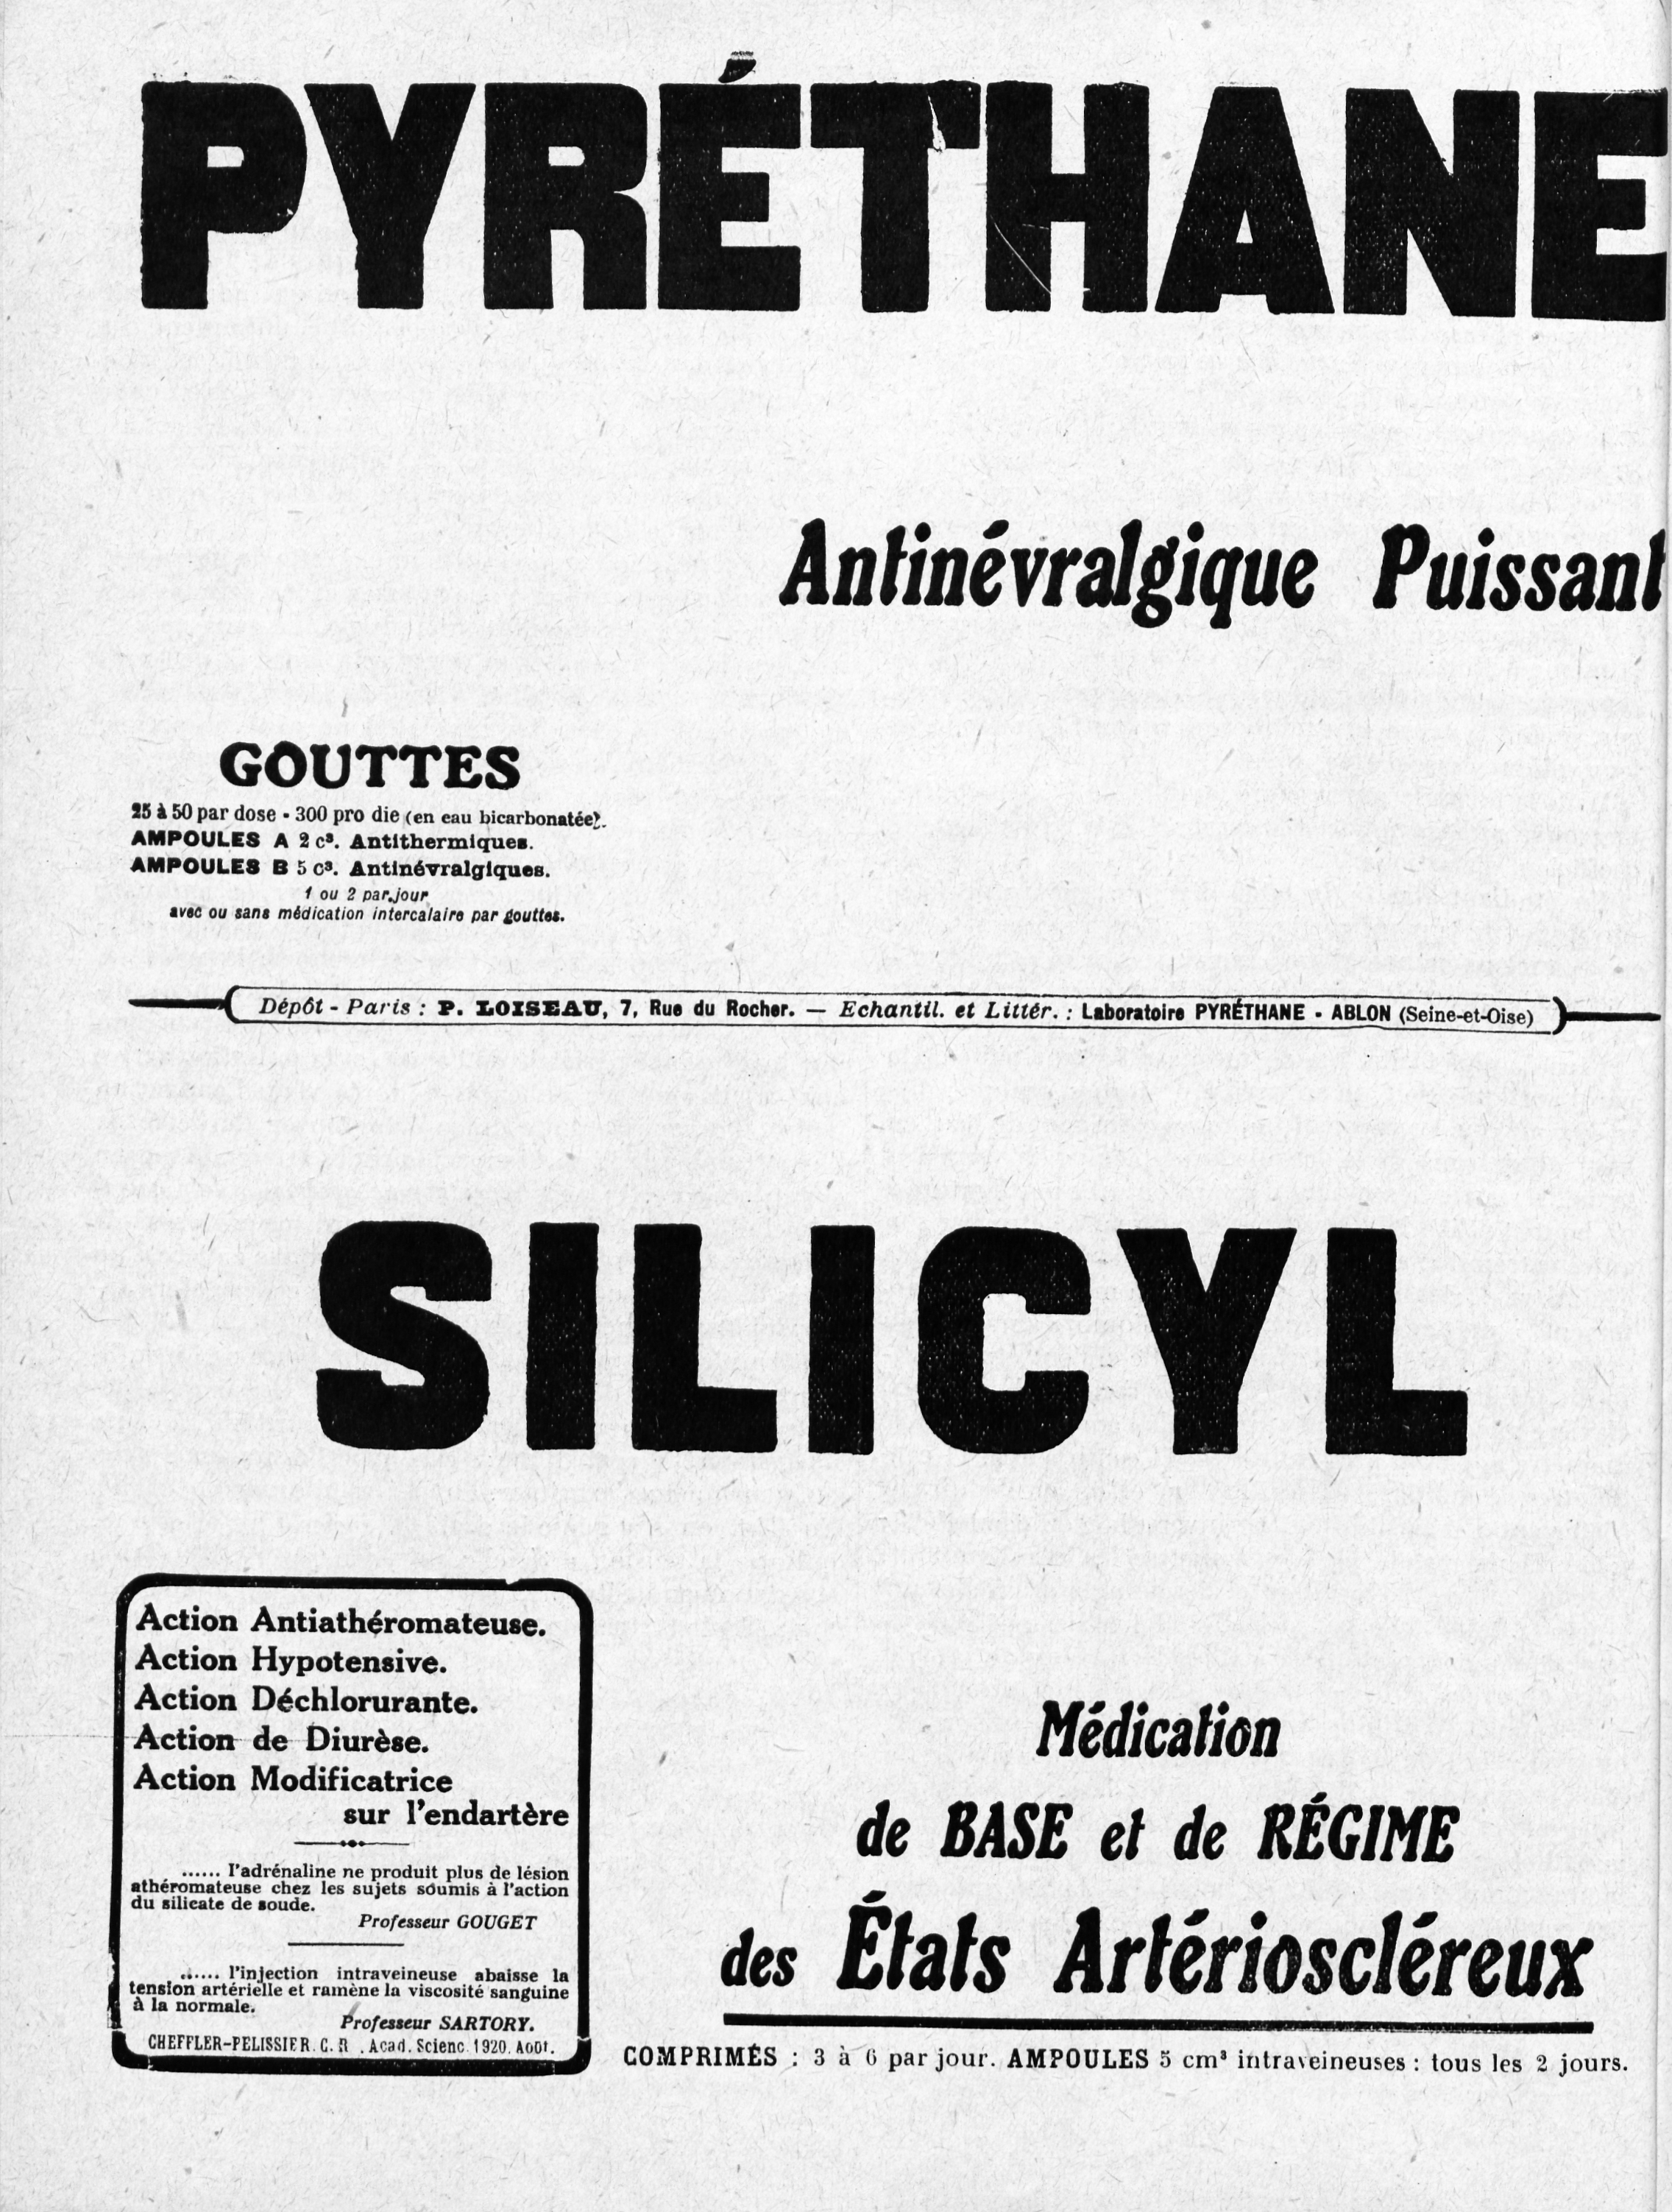 PYRÉTHANE
Antinévralgique Puissant
GOUTTES
25 à 50 par dose - 300 pro die (en eau bicarbonatée).
AMPOULES A 2 c³. Antithermiques.
AMPOULES B 5 c³. Antinévralgiques.
1 ou 2 par jour
avec ou sans médication intercalaire par gouttes.
Dépôt - Paris : P. LOISEAU, 7, Rue du Rocher. — Echantil. et Littér. : Laboratoire PYRÉTHANE - ABLON (Seine-et-Oise)
SILICYL
Action Antiathéromateuse.
Action Hypotensive.
Action Déchlorurante.
Action de Diurèse.
Action Modificatrice
sur l'endartère
...... l'adrénaline ne produit plus de lésion
athéromateuse chez les sujets soumis à l'action
du silicate de soude.
Professeur GOUGET
...... l'injection intraveineuse abaisse la
tension artérielle et ramène la viscosité sanguine
à la normale.
Professeur SARTORY.
CHEFFLER-PELISSIER. C. R. Acad. Scienc. 1920. Août.
Médication
de BASE et de RÉGIME
des États Artérioscléreux
COMPRIMÉS : 3 à 6 par jour. AMPOULES 5 cm³ intraveineuses : tous les 2 jours.